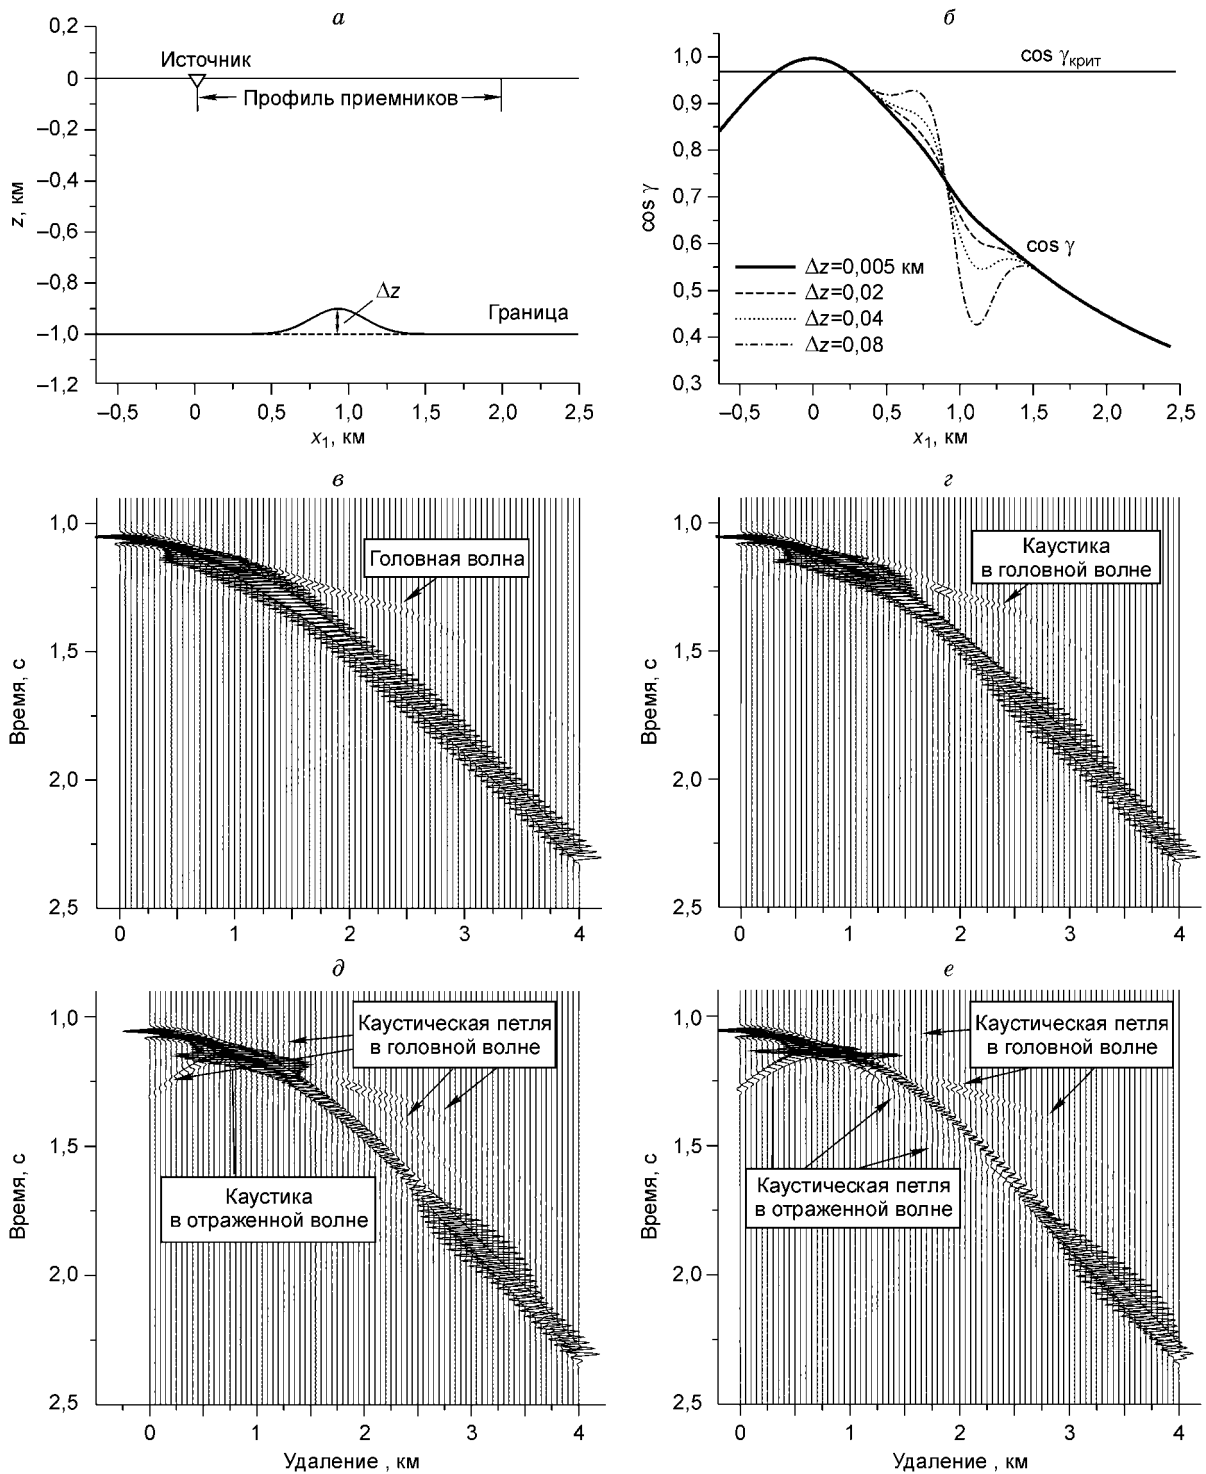 а
0,2
0
–0,2
–0,4
–0,6
–0,8
–1,0
–1,2
z, км
Источник
Профиль приемников
Δz
Граница
–0,5 0 0,5 1,0 1,5 2,0 2,5
x1, км
б
1,0
0,9
0,8
0,7
0,6
0,5
0,4
0,3
cos γ
cos γкрит
cos γ
Δz=0,005 км
Δz=0,02
Δz=0,04
Δz=0,08
–0,5 0 0,5 1,0 1,5 2,0 2,5
x1, км
в
1,0
1,5
2,0
2,5
Время, с
Головная волна
0 1 2 3 4
г
1,0
1,5
2,0
2,5
Время, с
Каустика
в головной волне
0 1 2 3 4
д
1,0
1,5
2,0
2,5
Время, с
Каустическая петля
в головной волне
Каустика
в отраженной волне
0 1 2 3 4
Удаление , км
е
1,0
1,5
2,0
2,5
Время, с
Каустическая петля
в головной волне
Каустическая петля
в отраженной волне
0 1 2 3 4
Удаление , км